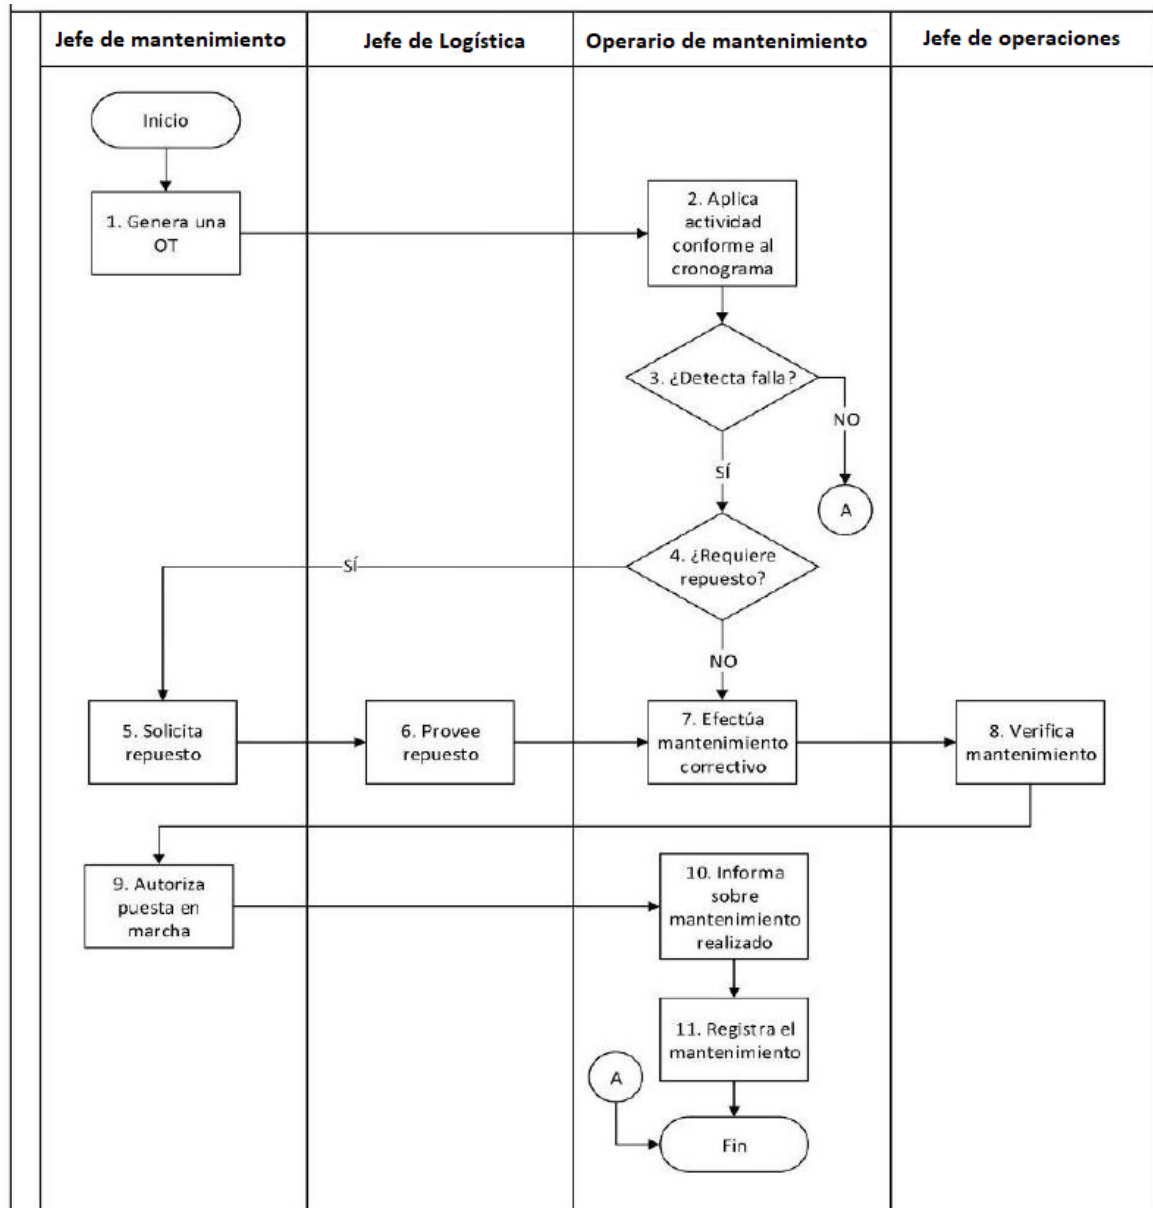 Jefe de mantenimiento
Jefe de Logística
Operario de mantenimiento
Jefe de operaciones
Inicio
1. Genera una
OT
2. Aplica
actividad
conforme al
cronograma
3. ¿Detecta falla?
NO
A
SÍ
4. ¿Requiere
repuesto?
SÍ
NO
5. Solicita
repuesto
6. Provee
repuesto
7. Efectúa
mantenimiento
correctivo
8. Verifica
mantenimiento
9. Autoriza
puesta en
marcha
10. Informa
sobre
mantenimiento
realizado
11. Registra el
mantenimiento
A
Fin